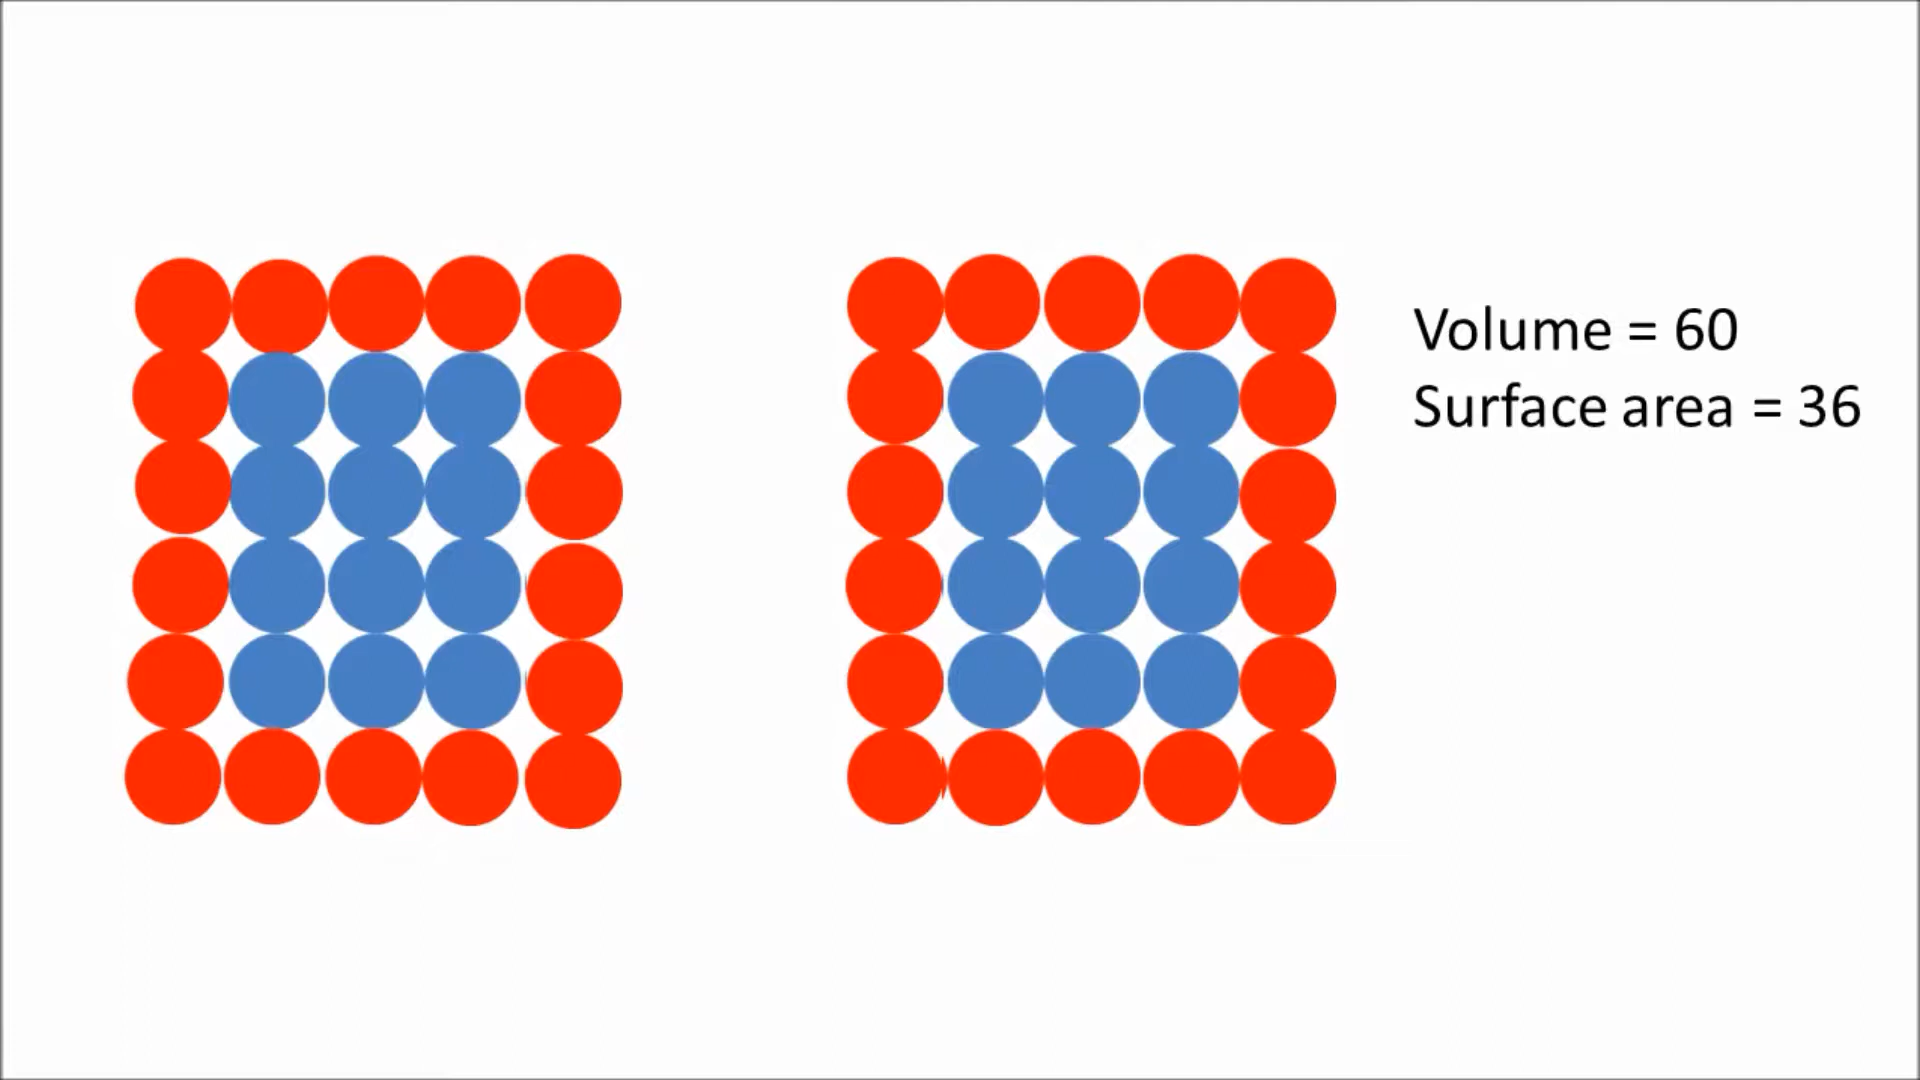 Volume = 60
Surface area = 36